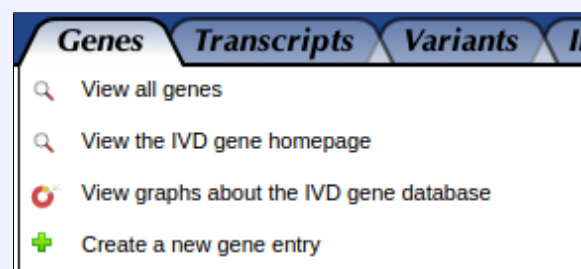 Genes Transcripts Variants
View all genes
View the IVD gene homepage
View graphs about the IVD gene database
Create a new gene entry